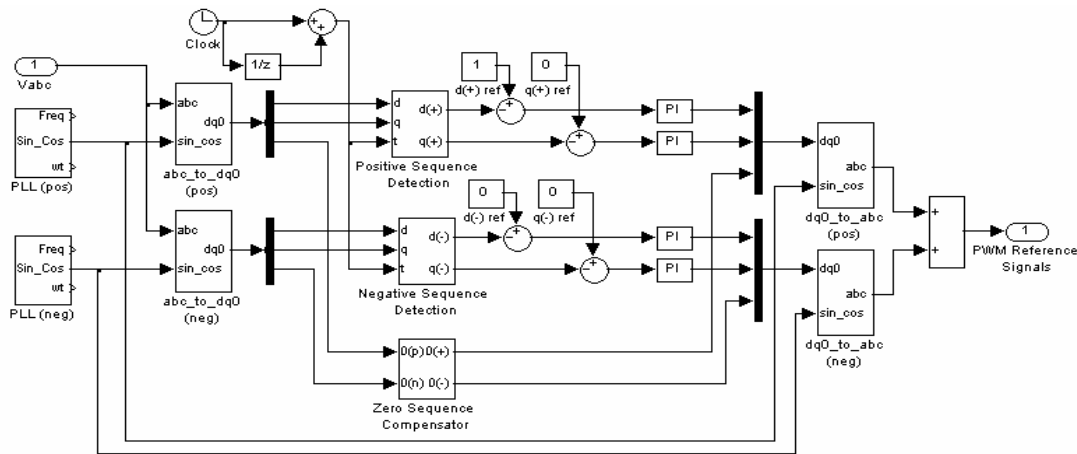 Clock
+
+
1/z
1
Vabc
Freq
Sin_Cos
wt
PLL (pos)
abc
dq0
sin_cos
abc_to_dq0
(pos)
d
d(+)
q
t
q(+)
Positive Sequence
Detection
1
d(+) ref
0
q(+) ref
−
+
−
+
PI
PI
dq0
abc
sin_cos
dq0_to_abc
(pos)
Freq
Sin_Cos
wt
PLL (neg)
abc
dq0
sin_cos
abc_to_dq0
(neg)
d
d(-)
q
t
q(-)
Negative Sequence
Detection
0
d(-) ref
0
q(-) ref
−
+
−
+
PI
PI
dq0
abc
sin_cos
dq0_to_abc
(neg)
+
+
1
PWM Reference
Signals
0(p) 0(+)
0(n) 0(-)
Zero Sequence
Compensator